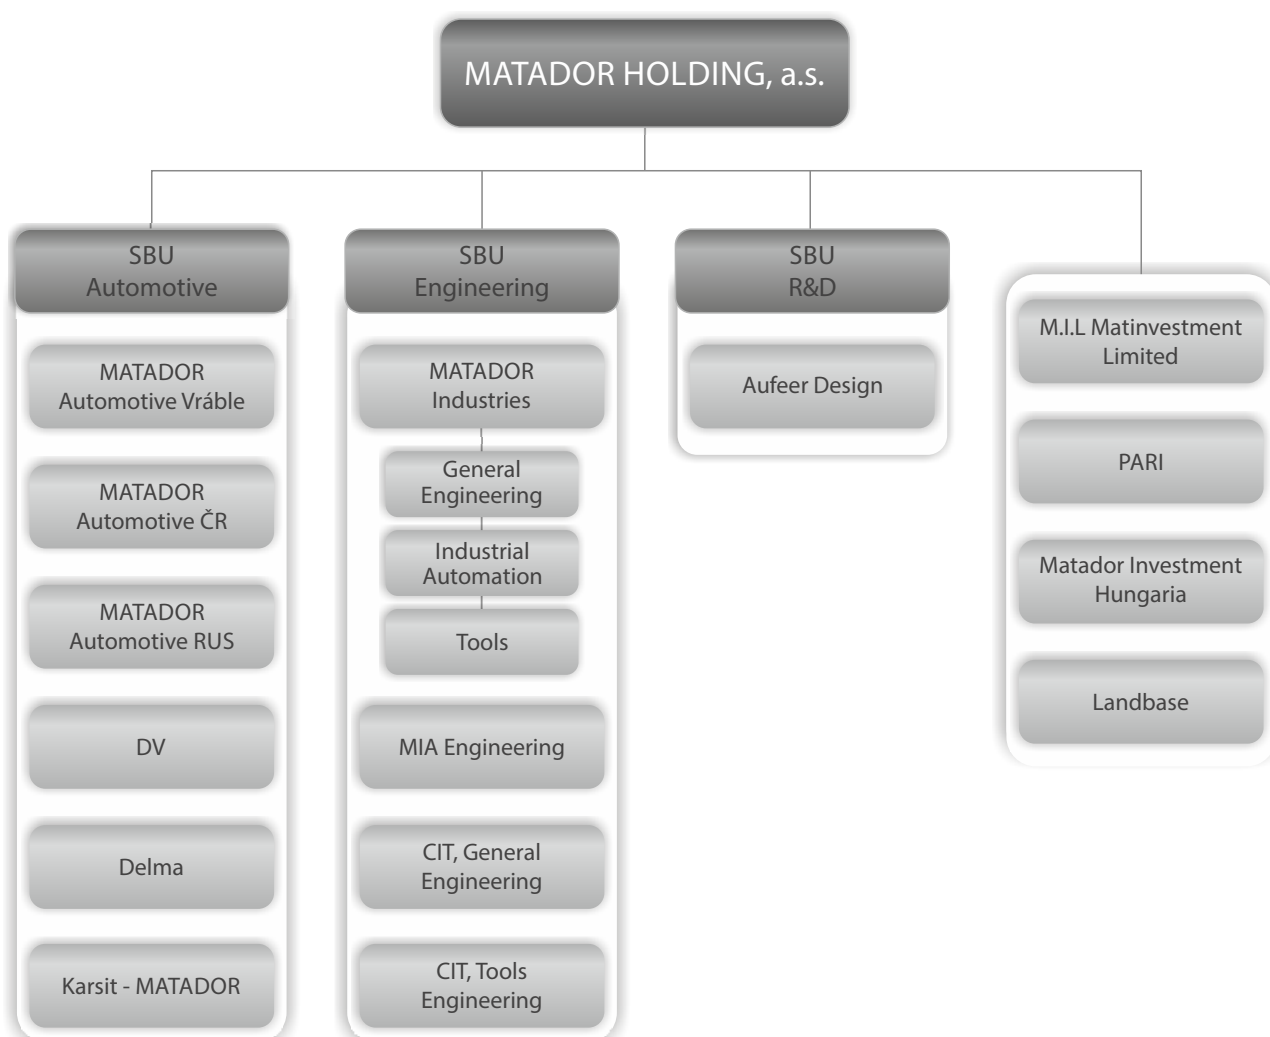 MATADOR HOLDING, a.s.
SBU
Automotive
MATADOR
Automotive Vráble
MATADOR
Automotive ČR
MATADOR
Automotive RUS
DV
Delma
Karsit - MATADOR
SBU
Engineering
MATADOR
Industries
General
Engineering
Industrial
Automation
Tools
MIA Engineering
CIT, General
Engineering
CIT, Tools
Engineering
SBU
R&D
Aufeer Design
M.I.L Matinvestment
Limited
PARI
Matador Investment
Hungaria
Landbase